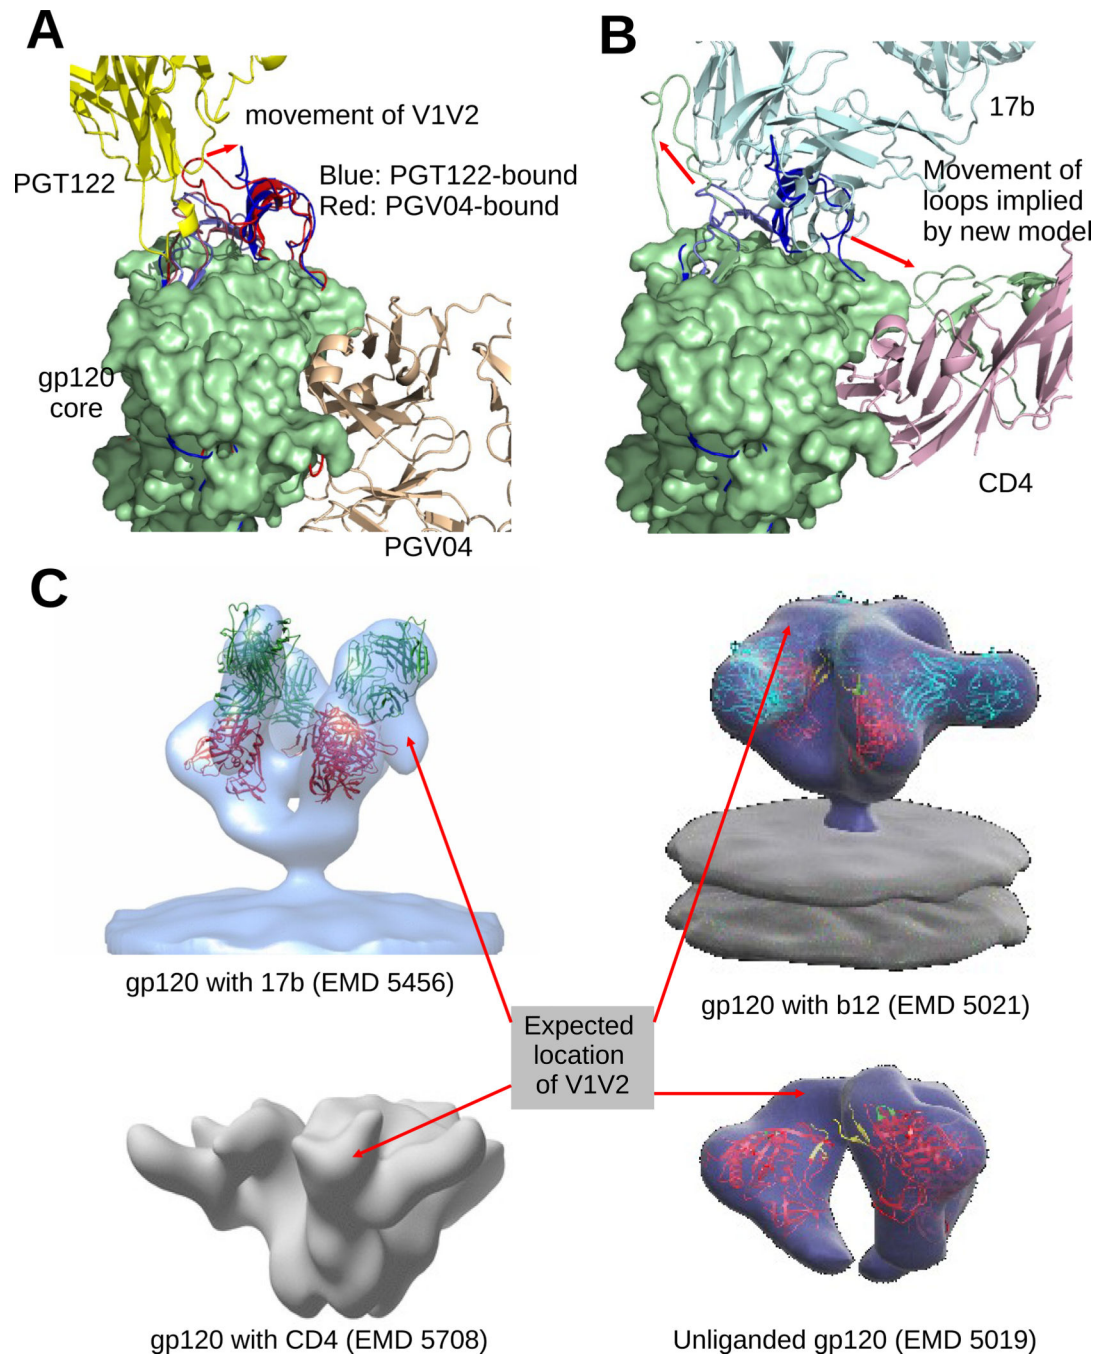 A
movement of V1V2
PGT122
Blue: PGT122-bound
Red: PGV04-bound
gp120
core
PGV04
B
17b
Movement of
loops implied
by new model
CD4
C
gp120 with 17b (EMD 5456)
gp120 with b12 (EMD 5021)
Expected
location
of V1V2
gp120 with CD4 (EMD 5708)
Unliganded gp120 (EMD 5019)